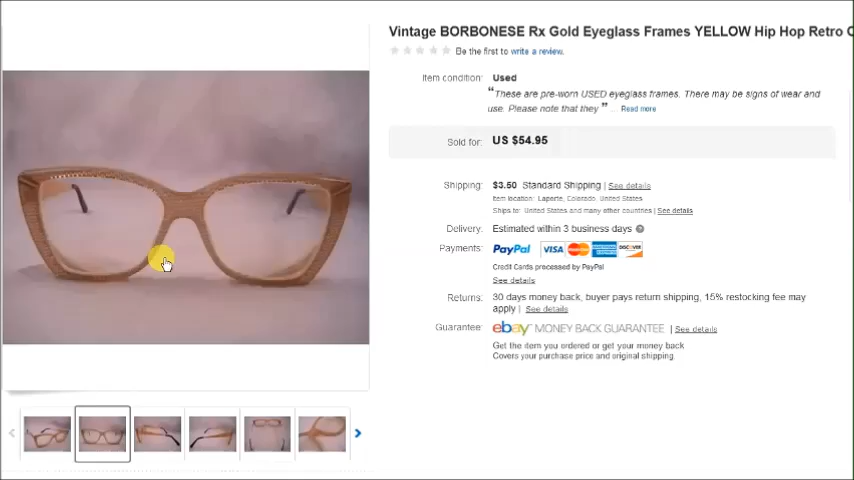 Vintage BORBONESE Rx Gold Eyeglass Frames YELLOW Hip Hop Retro
Be the first to write a review.
Item condition: Used
"These are pre-worn USED eyeglass frames. There may be signs of wear and
use. Please note that they " ... Read more
Sold for: US $54.95
Shipping: $3.50 Standard Shipping | See details
Item location: Laporte, Colorado, United States
Ships to: United States and many other countries | See details
Delivery: Estimated within 3 business days
Payments: PayPal VISA MasterCard AMERICAN EXPRESS DISCOVER
Credit Cards processed by PayPal
See details
Returns: 30 days money back, buyer pays return shipping, 15% restocking fee may
apply | See details
Guarantee: ebay MONEY BACK GUARANTEE | See details
Get the item you ordered or get your money back
Covers your purchase price and original shipping.